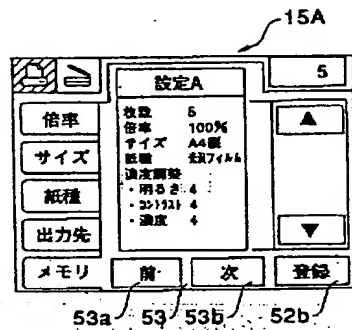 15A
5
設定A
枚数 5
倍率 100%
サイズ A4縦
紙種 光沢フィルム
濃度調整
・明るさ 4
・コントラスト 4
・濃度 4
倍率
サイズ
紙種
出力先
メモリ
▲
▼
前
次
登録
53a 53 53b 52b